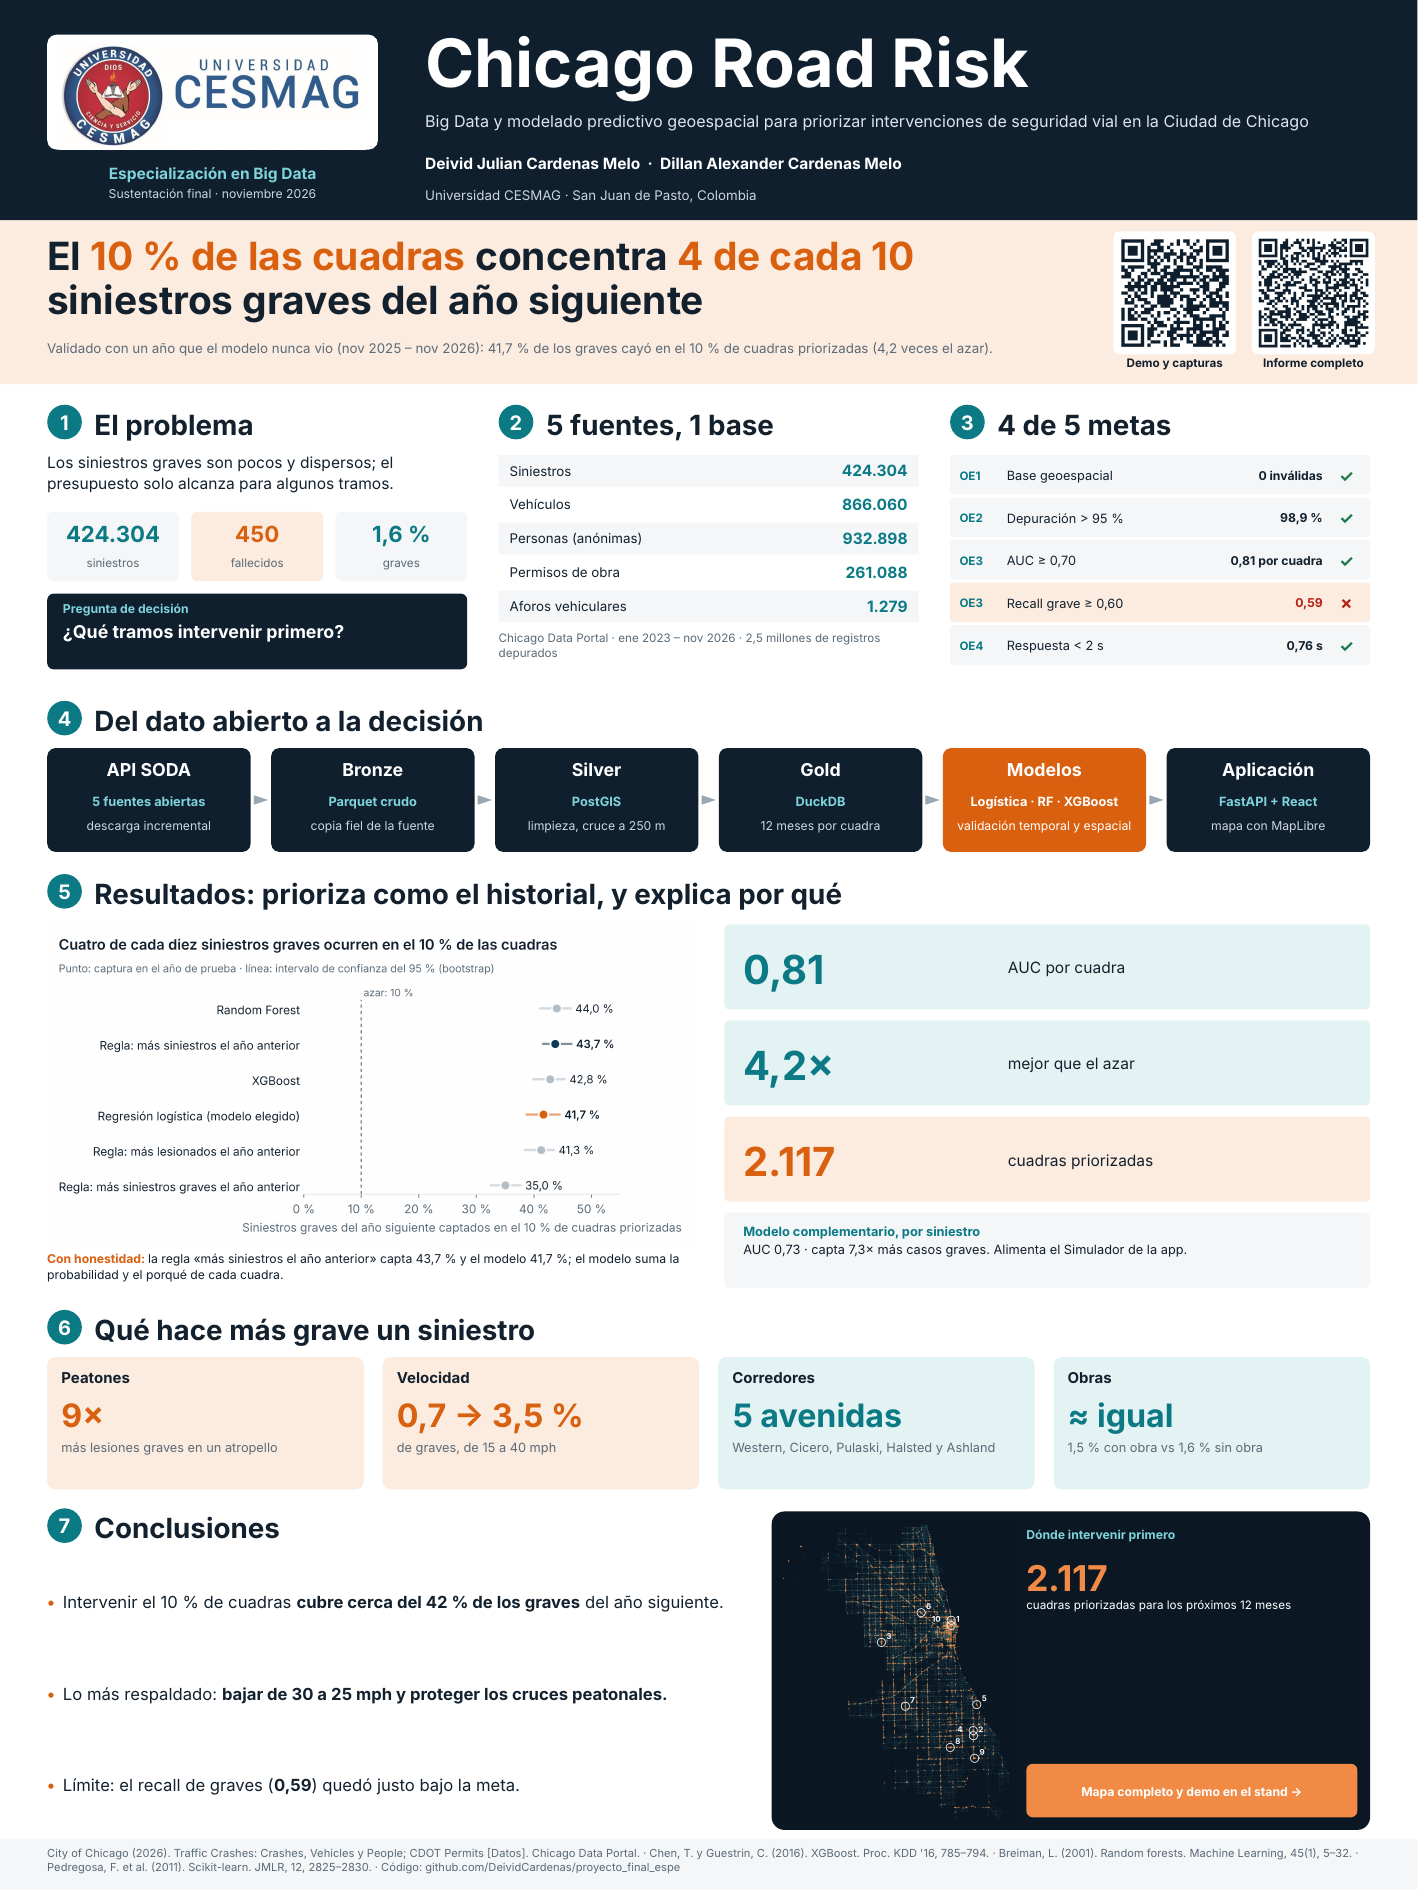 UNIVERSIDAD
DIOS
CIENCIA Y SERVICIO
CESMAG
UNIVERSIDAD
CESMAG
Especialización en Big Data
Sustentación final · noviembre 2026
Chicago Road Risk
Big Data y modelado predictivo geoespacial para priorizar intervenciones de seguridad vial en la Ciudad de Chicago
Deivid Julian Cardenas Melo · Dillan Alexander Cardenas Melo
Universidad CESMAG · San Juan de Pasto, Colombia
El 10 % de las cuadras concentra 4 de cada 10
siniestros graves del año siguiente
Validado con un año que el modelo nunca vio (nov 2025 – nov 2026): 41,7 % de los graves cayó en el 10 % de cuadras priorizadas (4,2 veces el azar).
Demo y capturas
Informe completo
1 El problema
Los siniestros graves son pocos y dispersos; el
presupuesto solo alcanza para algunos tramos.
424.304 siniestros
450 fallecidos
1,6 % graves
Pregunta de decisión
¿Qué tramos intervenir primero?
2 5 fuentes, 1 base
Siniestros 424.304
Vehículos 866.060
Personas (anónimas) 932.898
Permisos de obra 261.088
Aforos vehiculares 1.279
Chicago Data Portal · ene 2023 – nov 2026 · 2,5 millones de registros
depurados
3 4 de 5 metas
OE1 Base geoespacial 0 inválidas ✓
OE2 Depuración > 95 % 98,9 % ✓
OE3 AUC ≥ 0,70 0,81 por cuadra ✓
OE3 Recall grave ≥ 0,60 0,59 ×
OE4 Respuesta < 2 s 0,76 s ✓
4 Del dato abierto a la decisión
API SODA
5 fuentes abiertas
descarga incremental
Bronze
Parquet crudo
copia fiel de la fuente
Silver
PostGIS
limpieza, cruce a 250 m
Gold
DuckDB
12 meses por cuadra
Modelos
Logística · RF · XGBoost
validación temporal y espacial
Aplicación
FastAPI + React
mapa con MapLibre
5 Resultados: prioriza como el historial, y explica por qué
Cuatro de cada diez siniestros graves ocurren en el 10 % de las cuadras
Punto: captura en el año de prueba · línea: intervalo de confianza del 95 % (bootstrap)
azar: 10 %
Random Forest 44,0 %
Regla: más siniestros el año anterior 43,7 %
XGBoost 42,8 %
Regresión logística (modelo elegido) 41,7 %
Regla: más lesionados el año anterior 41,3 %
Regla: más siniestros graves el año anterior 35,0 %
0 % 10 % 20 % 30 % 40 % 50 %
Siniestros graves del año siguiente captados en el 10 % de cuadras priorizadas
Con honestidad: la regla «más siniestros el año anterior» capta 43,7 % y el modelo 41,7 %; el modelo suma la
probabilidad y el porqué de cada cuadra.
0,81 AUC por cuadra
4,2× mejor que el azar
2.117 cuadras priorizadas
Modelo complementario, por siniestro
AUC 0,73 · capta 7,3× más casos graves. Alimenta el Simulador de la app.
6 Qué hace más grave un siniestro
Peatones
9×
más lesiones graves en un atropello
Velocidad
0,7 → 3,5 %
de graves, de 15 a 40 mph
Corredores
5 avenidas
Western, Cicero, Pulaski, Halsted y Ashland
Obras
≈ igual
1,5 % con obra vs 1,6 % sin obra
7 Conclusiones
• Intervenir el 10 % de cuadras cubre cerca del 42 % de los graves del año siguiente.
• Lo más respaldado: bajar de 30 a 25 mph y proteger los cruces peatonales.
• Límite: el recall de graves (0,59) quedó justo bajo la meta.
6
10 1
3
5
7
4 2
8
9
Dónde intervenir primero
2.117
cuadras priorizadas para los próximos 12 meses
Mapa completo y demo en el stand →
City of Chicago (2026). Traffic Crashes: Crashes, Vehicles y People; CDOT Permits [Datos]. Chicago Data Portal. · Chen, T. y Guestrin, C. (2016). XGBoost. Proc. KDD '16, 785–794. · Breiman, L. (2001). Random forests. Machine Learning, 45(1), 5–32. ·
Pedregosa, F. et al. (2011). Scikit-learn. JMLR, 12, 2825–2830. · Código: github.com/DeividCardenas/proyecto_final_espe